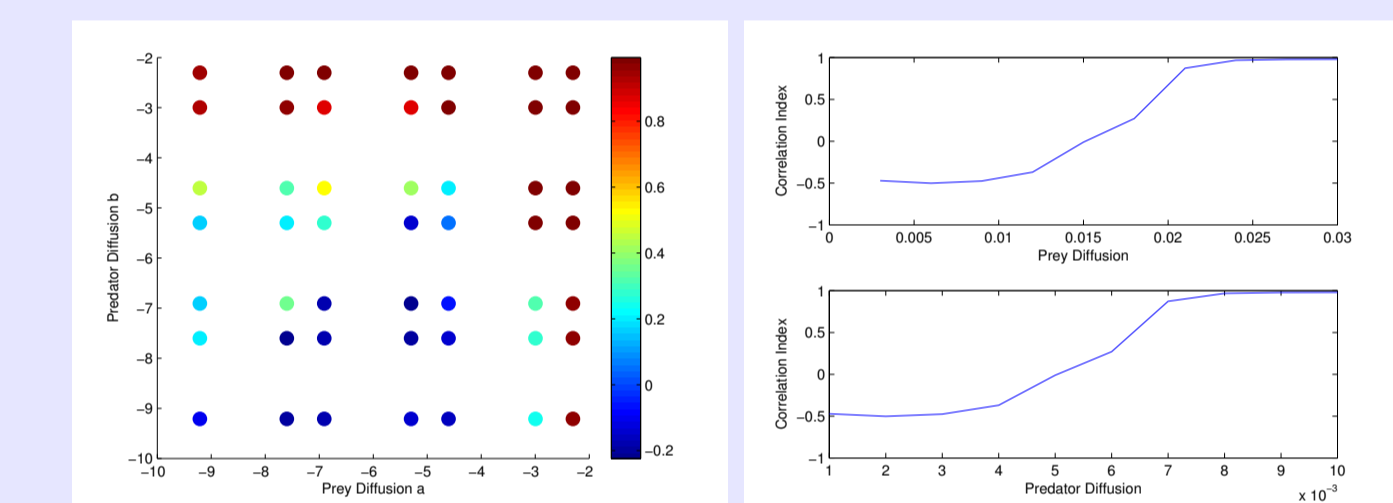 −2
−3
−4
−5
−6
−7
−8
−9
−10
Predator Diffusion b
−10 −9 −8 −7 −6 −5 −4 −3 −2
Prey Diffusion a
0.8
0.6
0.4
0.2
0
−0.2
1
0.5
0
−0.5
−1
Correlation Index
0 0.005 0.01 0.015 0.02 0.025 0.03
Prey Diffusion
1
0.5
0
−0.5
−1
Correlation Index
1 2 3 4 5 6 7 8 9 10
Predator Diffusion
x 10⁻³